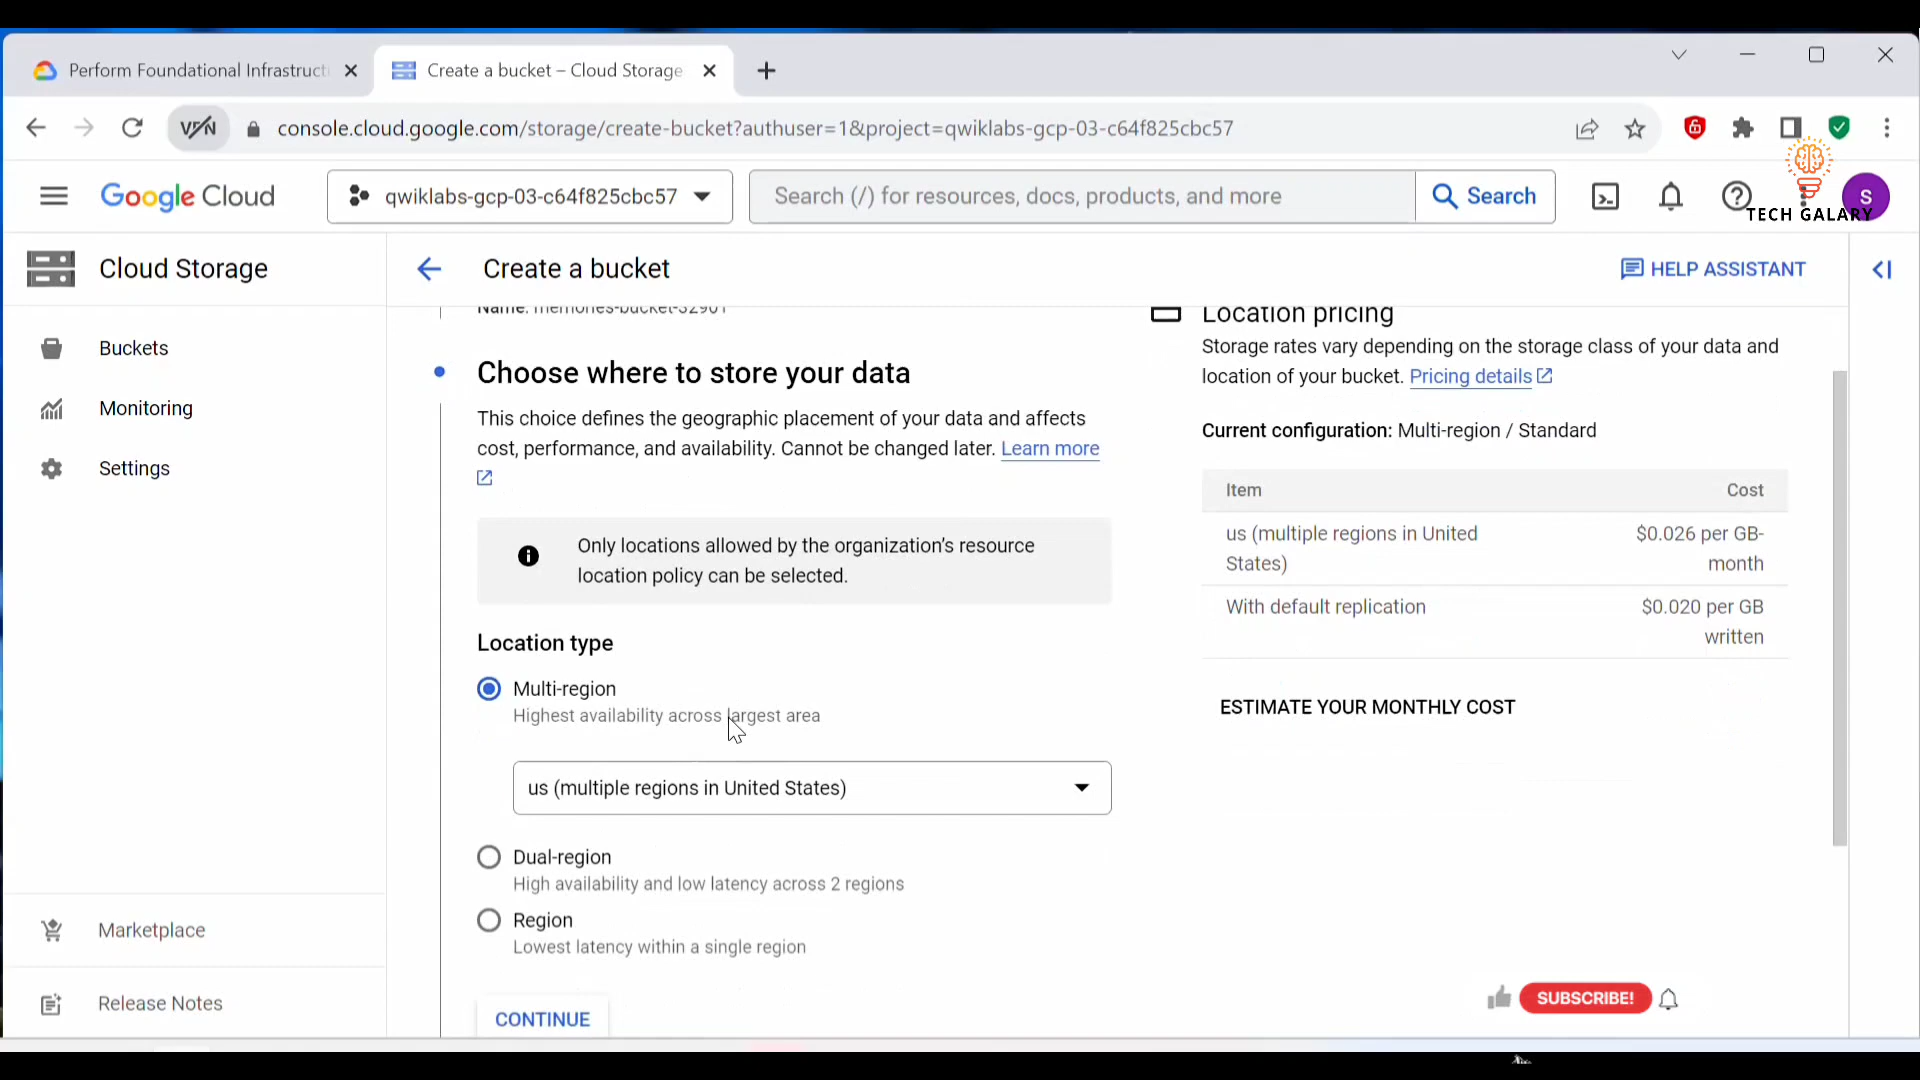 Perform Foundational Infrastruct
Create a bucket – Cloud Storage
VPN
console.cloud.google.com/storage/create-bucket?authuser=1&project=qwiklabs-gcp-03-c64f825cbc57
Google Cloud
qwiklabs-gcp-03-c64f825cbc57
Search (/) for resources, docs, products, and more
Search
S
TECH GALARY
Cloud Storage
Create a bucket
HELP ASSISTANT
Buckets
Monitoring
Settings
Marketplace
Release Notes
Name: memories-bucket-32901
Choose where to store your data
This choice defines the geographic placement of your data and affects
cost, performance, and availability. Cannot be changed later. Learn more
Only locations allowed by the organization's resource
location policy can be selected.
Location type
Multi-region
Highest availability across largest area
us (multiple regions in United States)
Dual-region
High availability and low latency across 2 regions
Region
Lowest latency within a single region
CONTINUE
Location pricing
Storage rates vary depending on the storage class of your data and
location of your bucket. Pricing details
Current configuration: Multi-region / Standard
Item Cost
us (multiple regions in United $0.026 per GB-
States) month
With default replication $0.020 per GB
written
ESTIMATE YOUR MONTHLY COST
SUBSCRIBE!